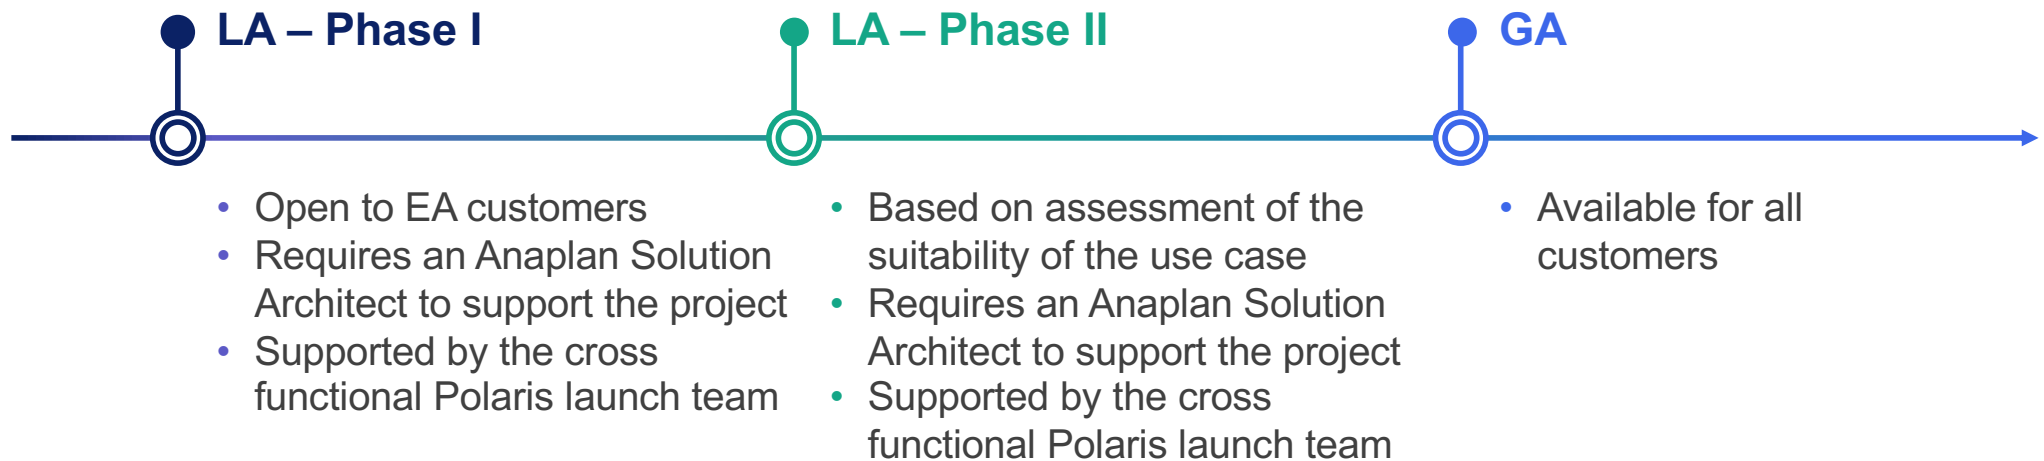 LA – Phase I
• Open to EA customers
• Requires an Anaplan Solution
Architect to support the project
• Supported by the cross
functional Polaris launch team
LA – Phase II
• Based on assessment of the
suitability of the use case
• Requires an Anaplan Solution
Architect to support the project
• Supported by the cross
functional Polaris launch team
GA
• Available for all
customers